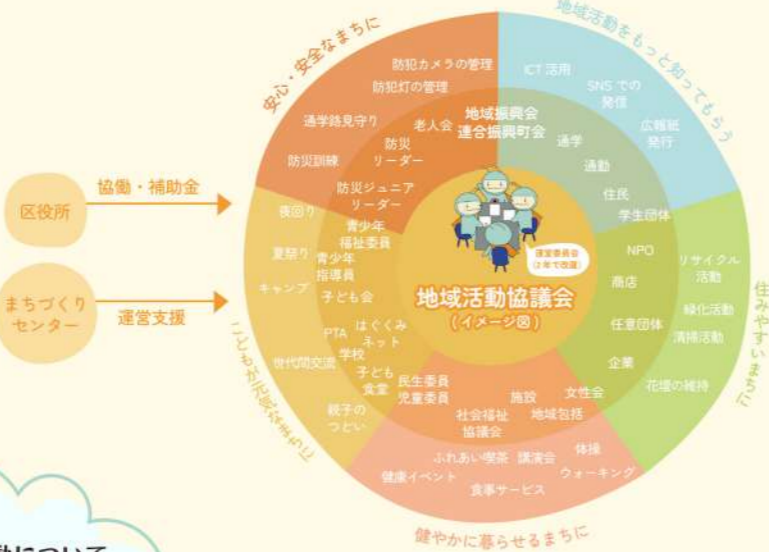 地域活動をもっと知ってもらう
安心・安全なまちに
防犯カメラの管理
防犯灯の管理
通学路見守り
防災訓練
老人会
防災
リーダー
防災ジュニア
リーダー
ICT 活用
SNS での
発信
広報紙
発行
地域振興会
連合振興町会
通学
通勤
住民
学生団体
区役所
協働・補助金
まちづくり
センター
運営支援
夜回り
夏祭り
キャンプ
世代間交流
親子の
つどい
青少年
福祉委員
青少年
指導員
子ども会
PTA
はぐくみ
ネット
学校
子ども
食堂
こどもが元気なまちに
運営委員会
(2年で改選)
地域活動協議会
(イメージ図)
NPO
商店
任意団体
企業
リサイクル
活動
緑化活動
清掃活動
花壇の維持
住みやすいまちに
民生委員
児童委員
社会福祉
協議会
施設
地域包括
女性会
ふれあい喫茶
講演会
体操
健康イベント
食事サービス
ウォーキング
健やかに暮らせるまちに
動について